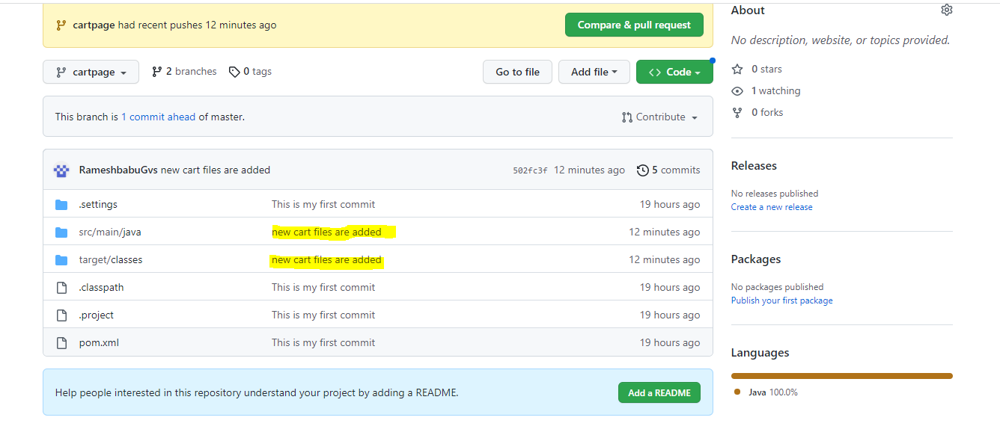 cartpage had recent pushes 12 minutes ago
Compare & pull request
cartpage
2 branches
0 tags
Go to file
Add file
<> Code
This branch is 1 commit ahead of master.
Contribute
RameshbabuGvs new cart files are added
502fc3f 12 minutes ago
5 commits
.settings This is my first commit 19 hours ago
src/main/java new cart files are added 12 minutes ago
target/classes new cart files are added 12 minutes ago
.classpath This is my first commit 19 hours ago
.project This is my first commit 19 hours ago
pom.xml This is my first commit 19 hours ago
Help people interested in this repository understand your project by adding a README.
Add a README
About
No description, website, or topics provided.
0 stars
1 watching
0 forks
Releases
No releases published
Create a new release
Packages
No packages published
Publish your first package
Languages
Java 100.0%